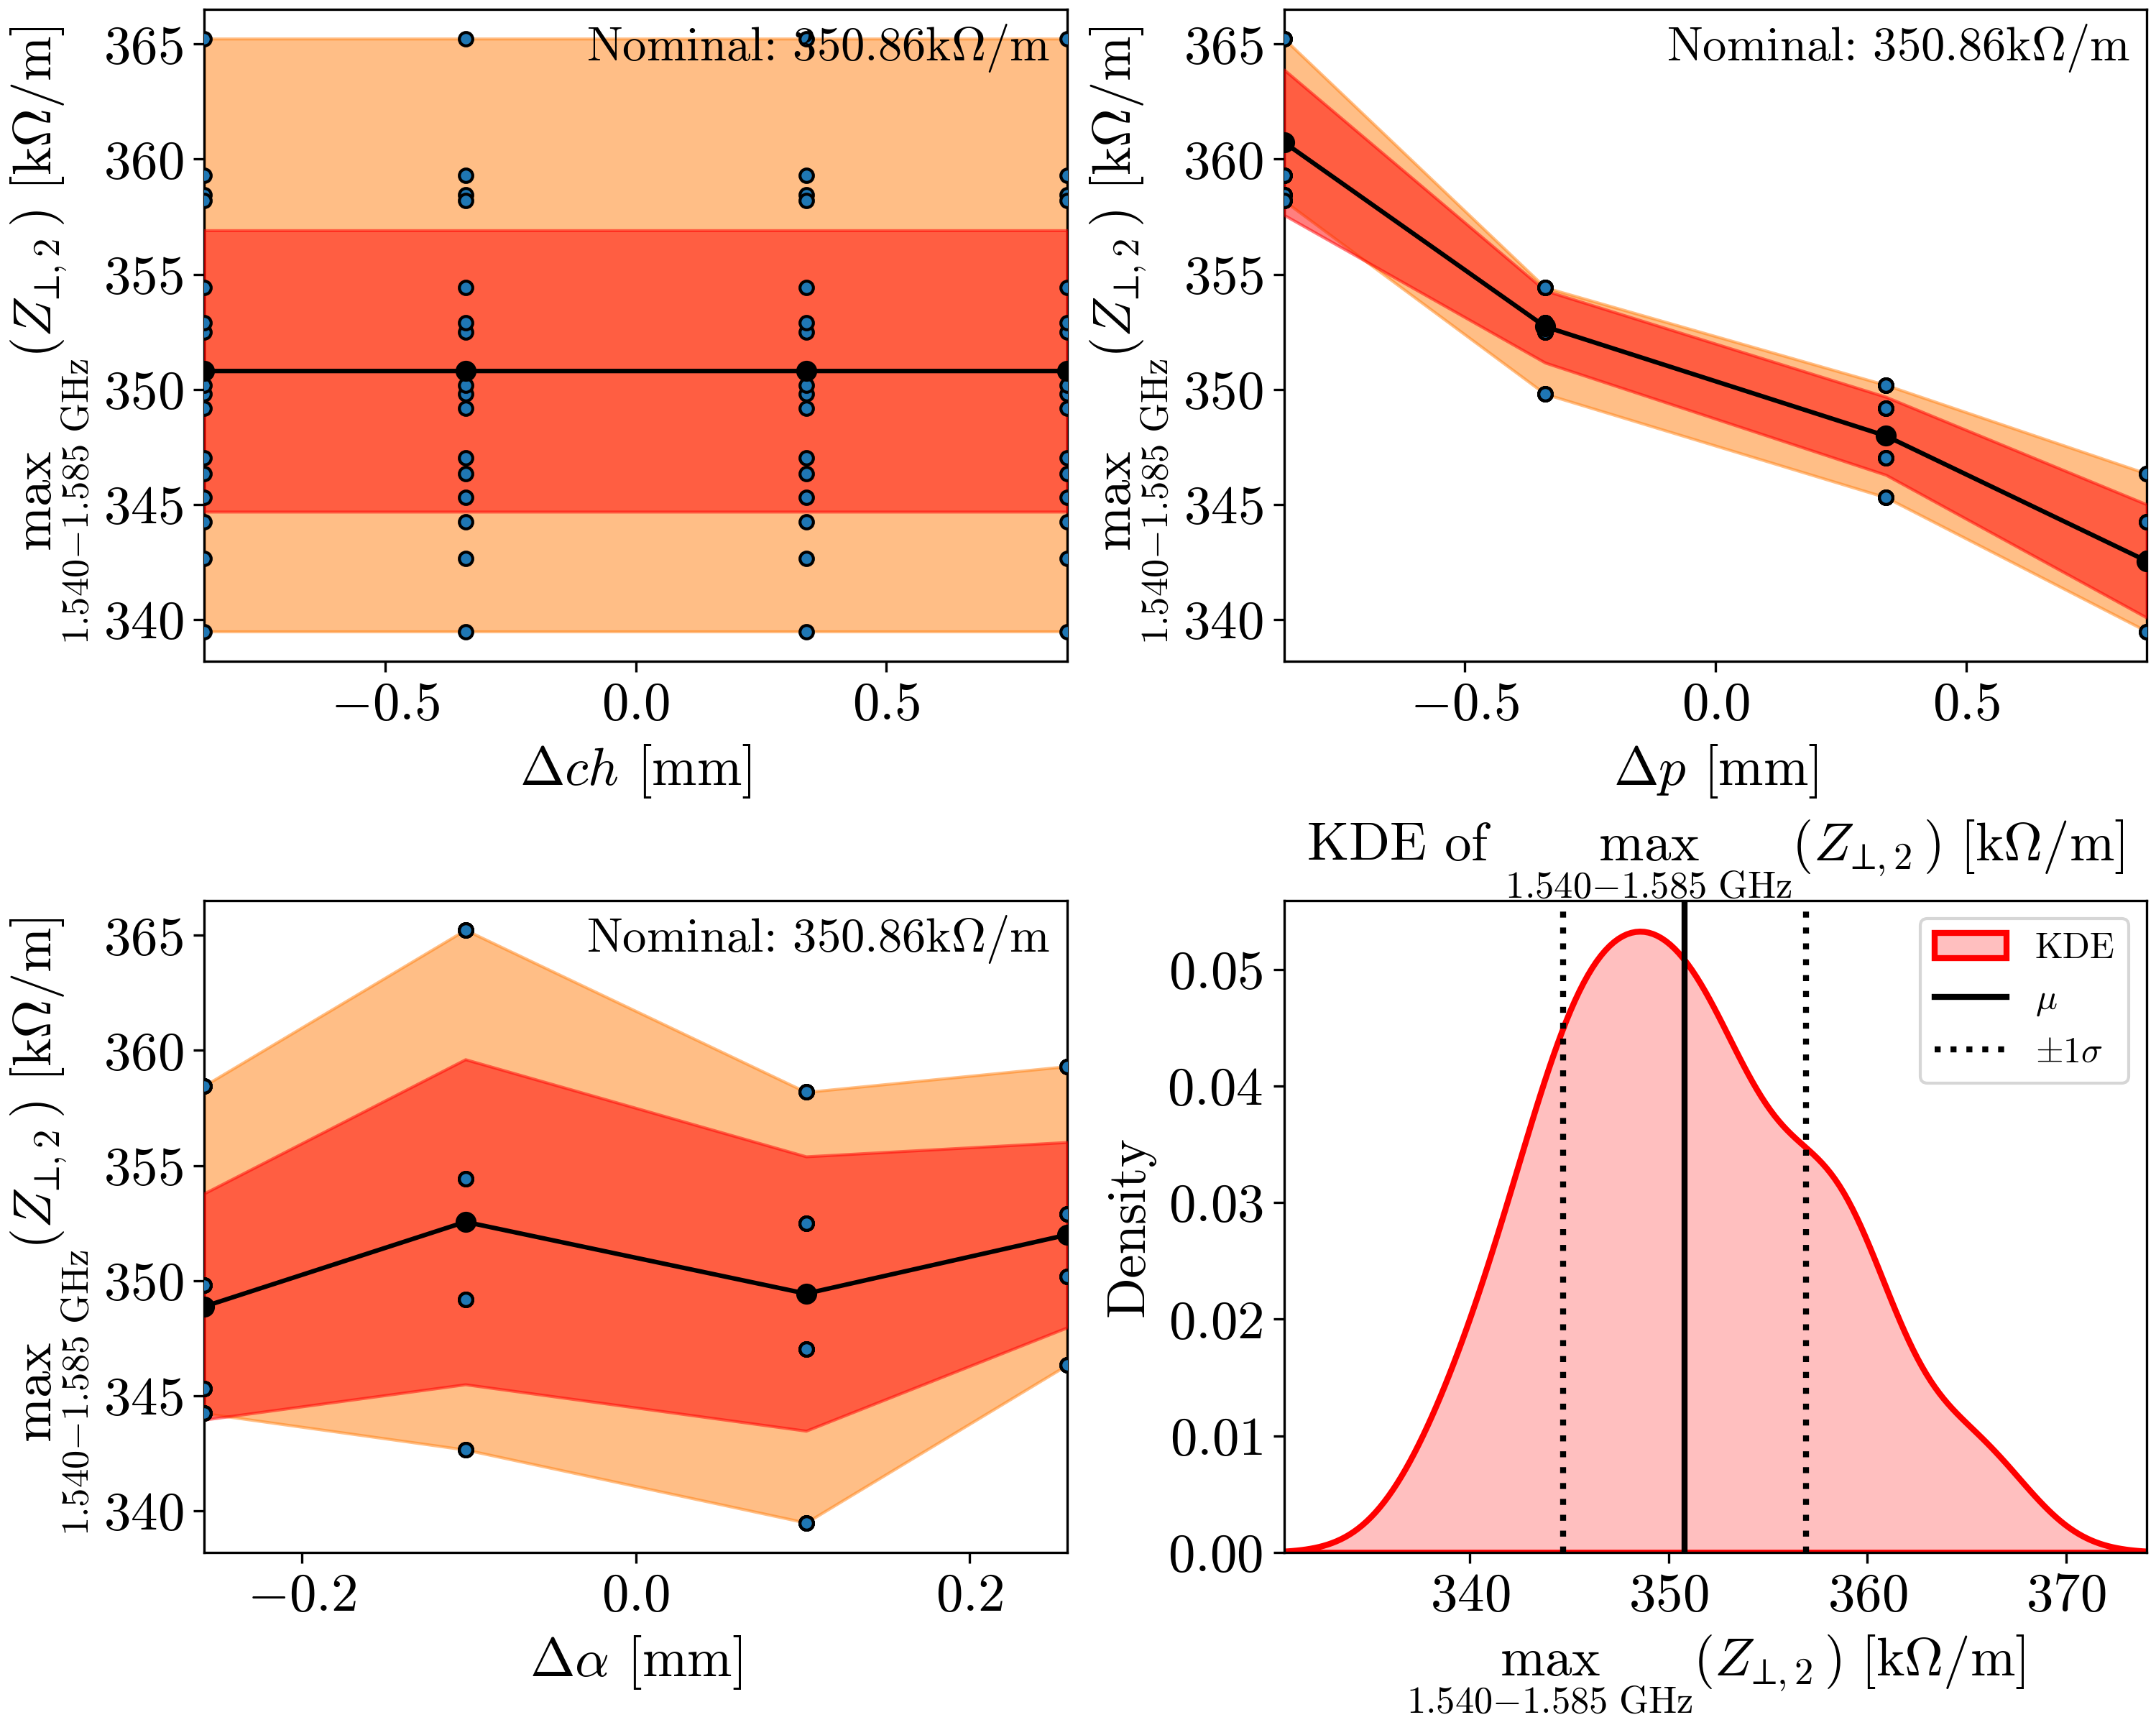 365
360
355
350
345
340
max (Z⊥, 2) [kΩ/m]
1.540−1.585 GHz
Nominal: 350.86kΩ/m
−0.5 0.0 0.5
Δch [mm]
365
360
355
350
345
340
max (Z⊥, 2) [kΩ/m]
1.540−1.585 GHz
Nominal: 350.86kΩ/m
−0.5 0.0 0.5
Δp [mm]
365
360
355
350
345
340
max (Z⊥, 2) [kΩ/m]
1.540−1.585 GHz
Nominal: 350.86kΩ/m
−0.2 0.0 0.2
Δα [mm]
KDE of max (Z⊥, 2) [kΩ/m]
1.540−1.585 GHz
0.05
0.04
0.03
0.02
0.01
0.00
Density
KDE
μ
±1σ
340 350 360 370
max (Z⊥, 2) [kΩ/m]
1.540−1.585 GHz